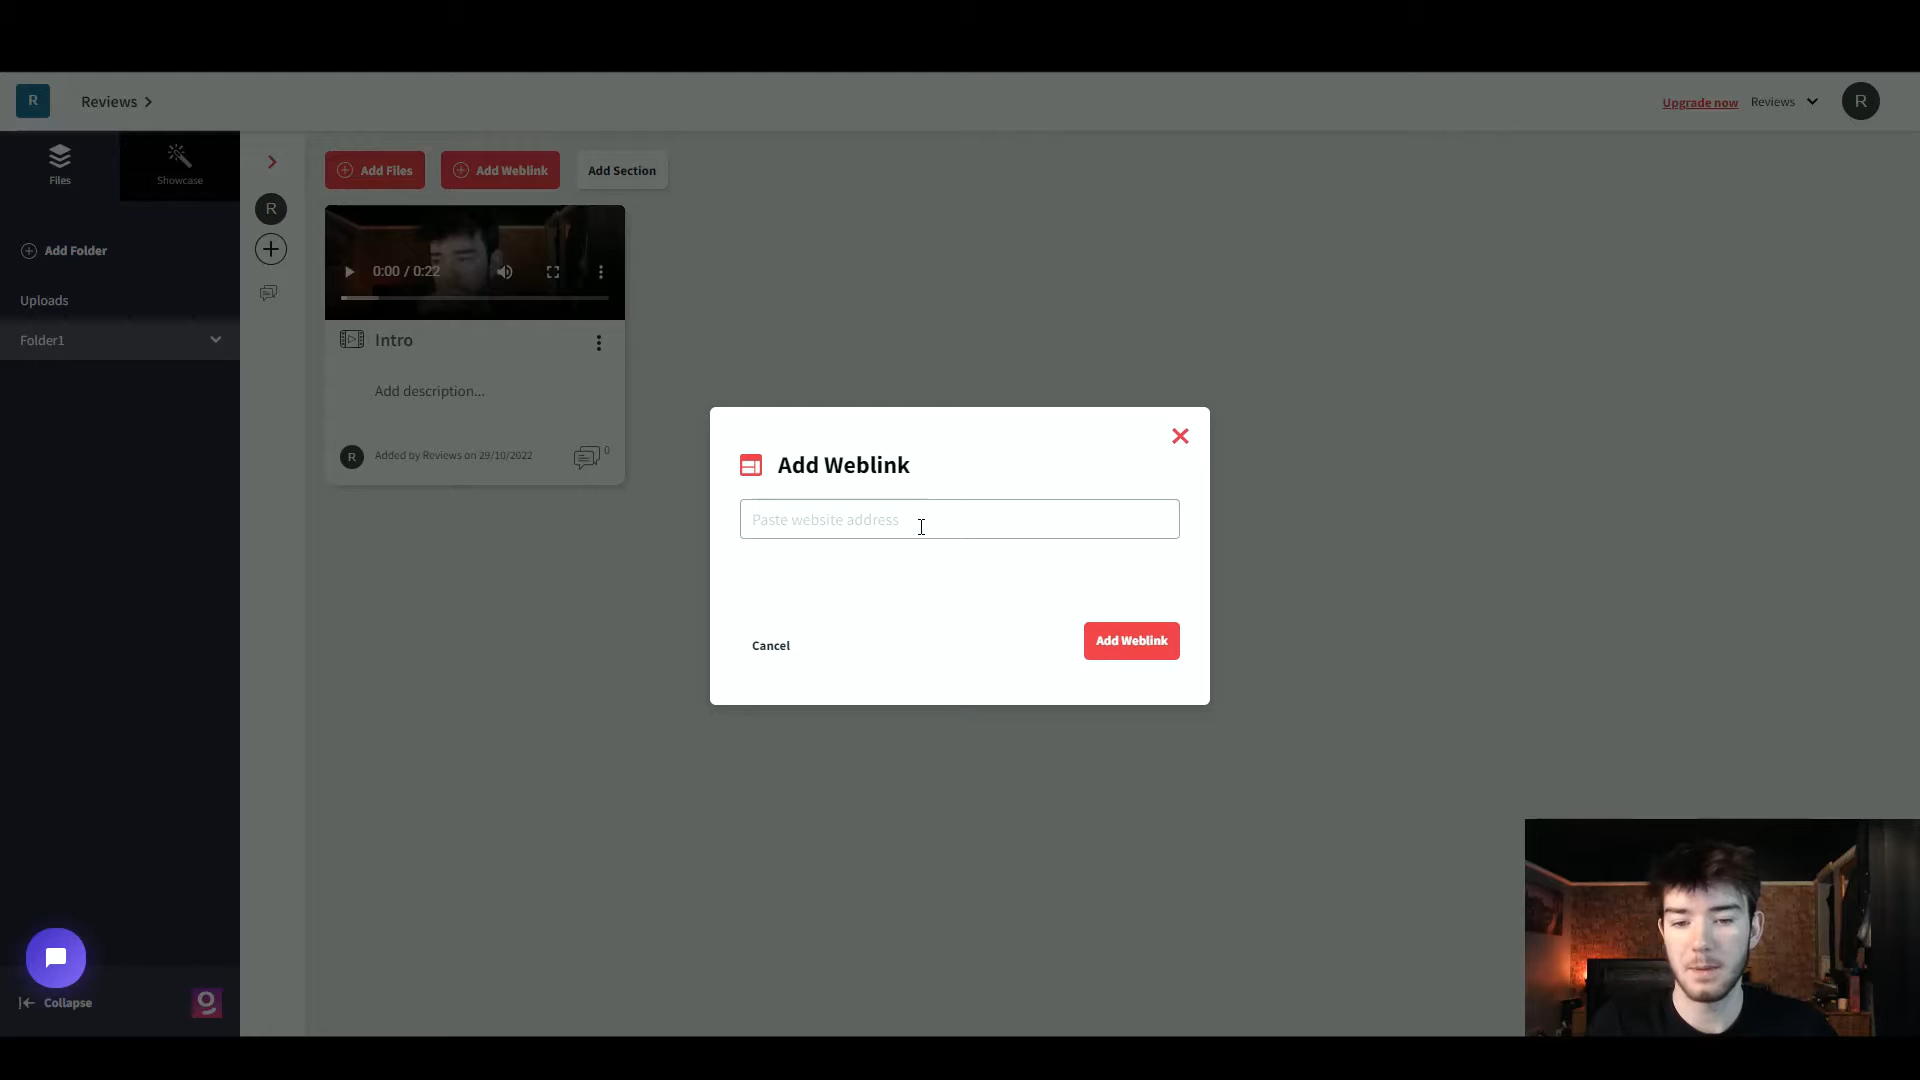 R
Reviews
Upgrade now
Reviews
R
Files
Showcase
Add Folder
Uploads
Folder1
R
Add Files
Add Weblink
Add Section
0:00 / 0:22
Intro
Add description...
R
Added by Reviews on 29/10/2022
0
Add Weblink
Paste website address
Cancel
Add Weblink
Collapse
g